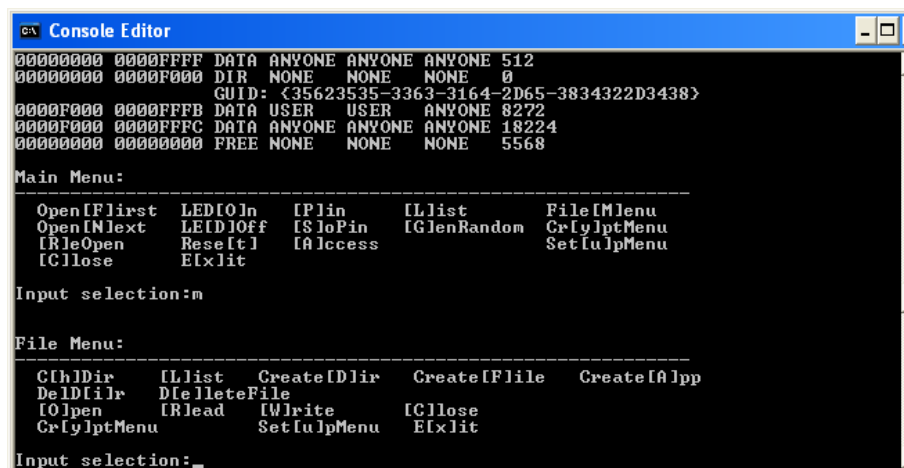 Console Editor
00000000 0000FFFF DATA ANYONE ANYONE ANYONE 512
00000000 0000F000 DIR NONE NONE NONE 0
GUID: {35623535-3363-3164-2D65-3834322D3438}
0000F000 0000FFFB DATA USER USER ANYONE 8272
0000F000 0000FFFC DATA ANYONE ANYONE ANYONE 18224
00000000 00000000 FREE NONE NONE NONE 5568
Main Menu:
Open[F]irst LED[O]n [P]in [L]list File[M]enu
Open[N]ext LE[D]Off [S]oPin [G]enRandom Cr[y]ptMenu
[R]eOpen Rese[t] [A]ccess Set[u]pMenu
[C]lose E[x]it
Input selection:m
File Menu:
C[h]Dir [L]ist Create[D]ir Create[F]ile Create[A]pp
DelD[i]r D[e]leteFile
[O]pen [R]ead [W]rite [C]lose
Cr[y]ptMenu Set[u]pMenu E[x]it
Input selection:_